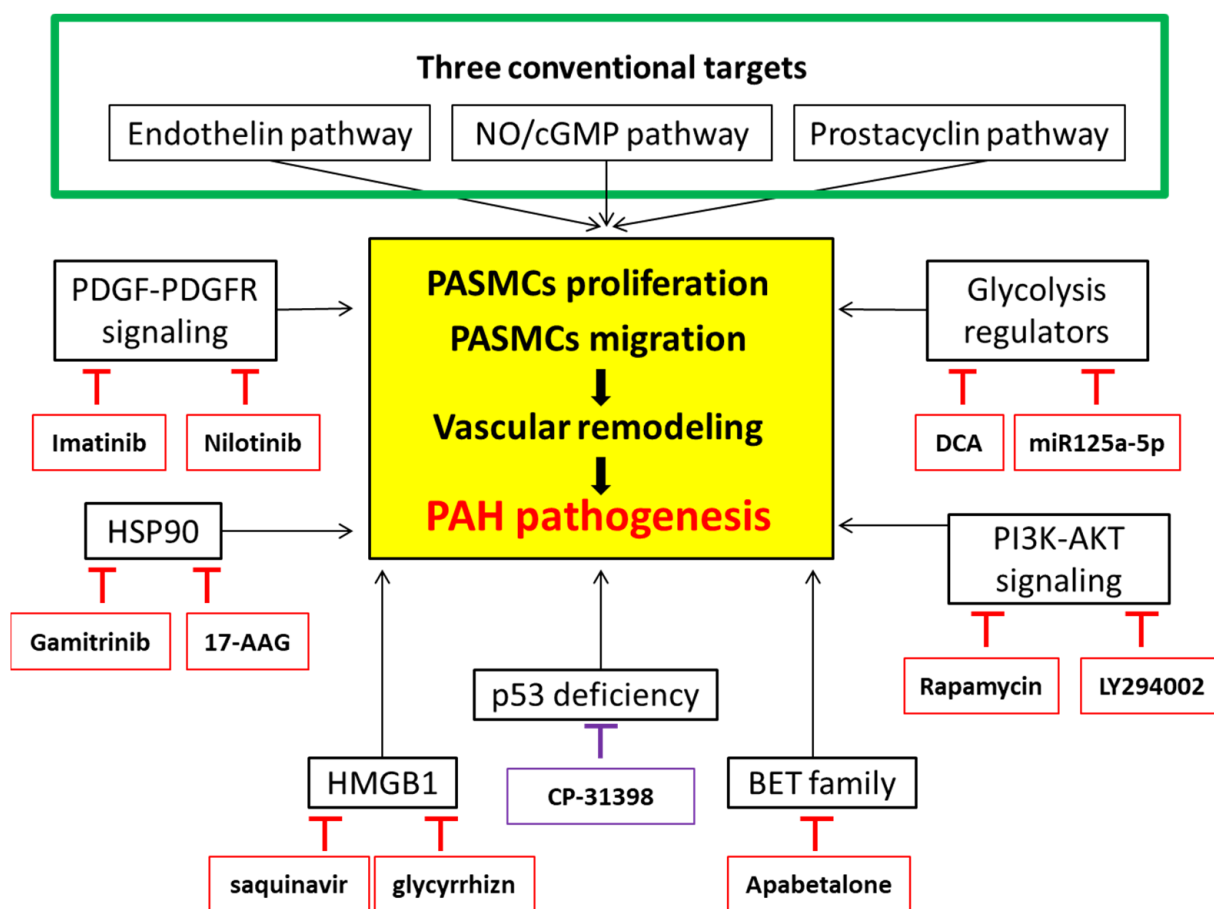 Three conventional targets
Endothelin pathway
NO/cGMP pathway
Prostacyclin pathway
PDGF-PDGFR
signaling
Imatinib
Nilotinib
HSP90
Gamitrinib
17-AAG
PASMCs proliferation
PASMCs migration
Vascular remodeling
PAH pathogenesis
Glycolysis
regulators
DCA
miR125a-5p
PI3K-AKT
signaling
Rapamycin
LY294002
HMGB1
saquinavir
glycyrrhizn
p53 deficiency
CP-31398
BET family
Apabetalone